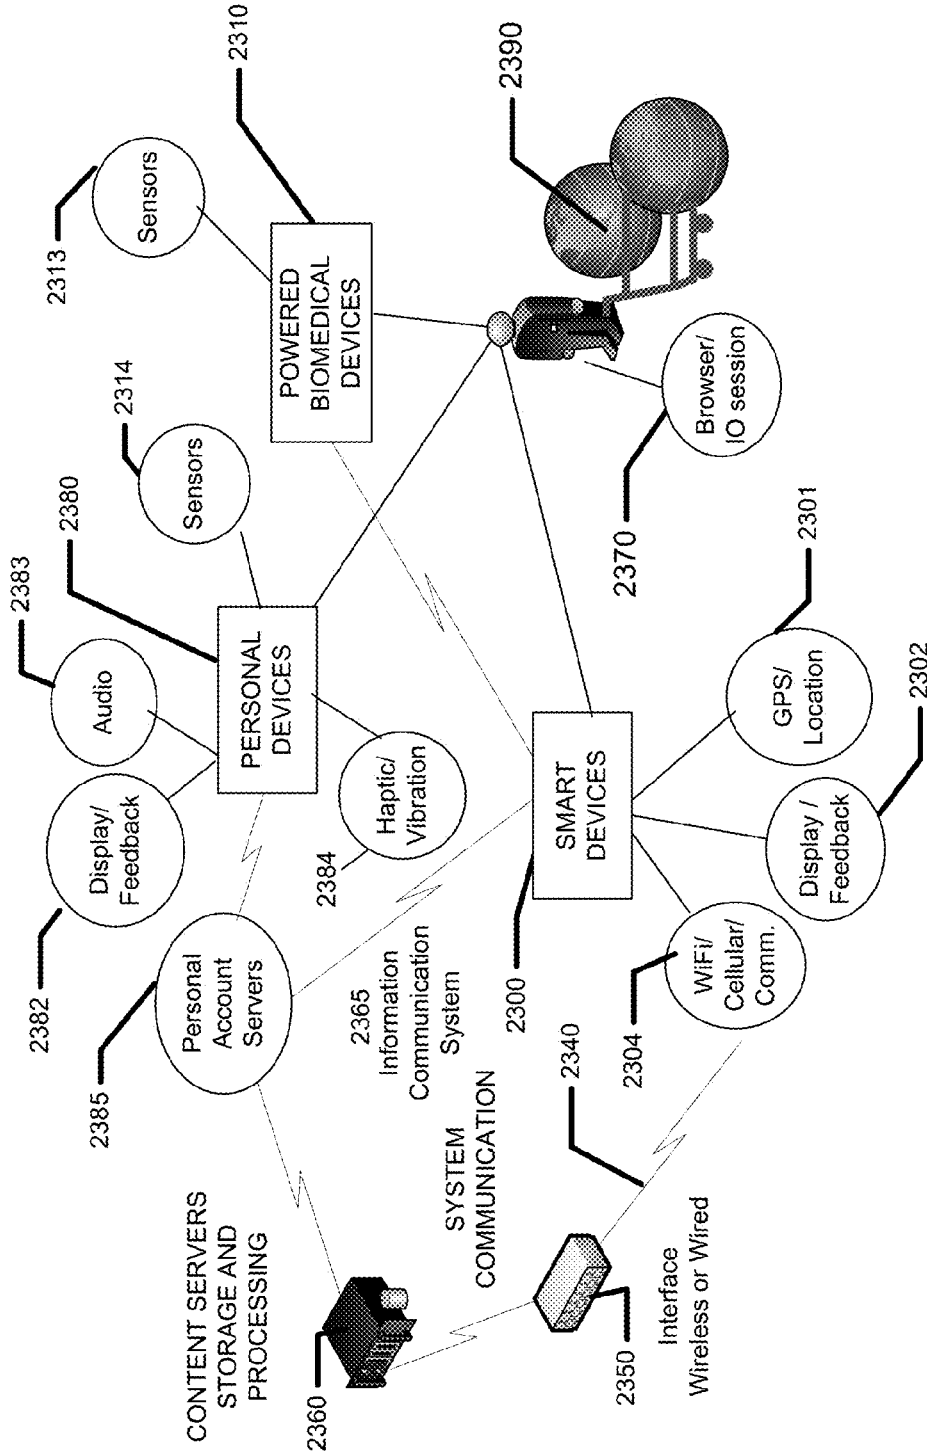 CONTENT SERVERS
STORAGE AND
PROCESSING
2360
2385
Personal
Account
Servers
2382
Display/
Feedback
2383
Audio
2380
PERSONAL
DEVICES
2314
Sensors
2313
Sensors
2310
POWERED
BIOMEDICAL
DEVICES
2384
Haptic/
Vibration
2365
Information
Communication
System
SYSTEM
COMMUNICATION
2390
2300
SMART
DEVICES
2370
Browser/
IO session
2350
Interface
Wireless or Wired
2340
2304
WiFi/
Cellular/
Comm.
Display /
Feedback
2302
GPS/
Location
2301